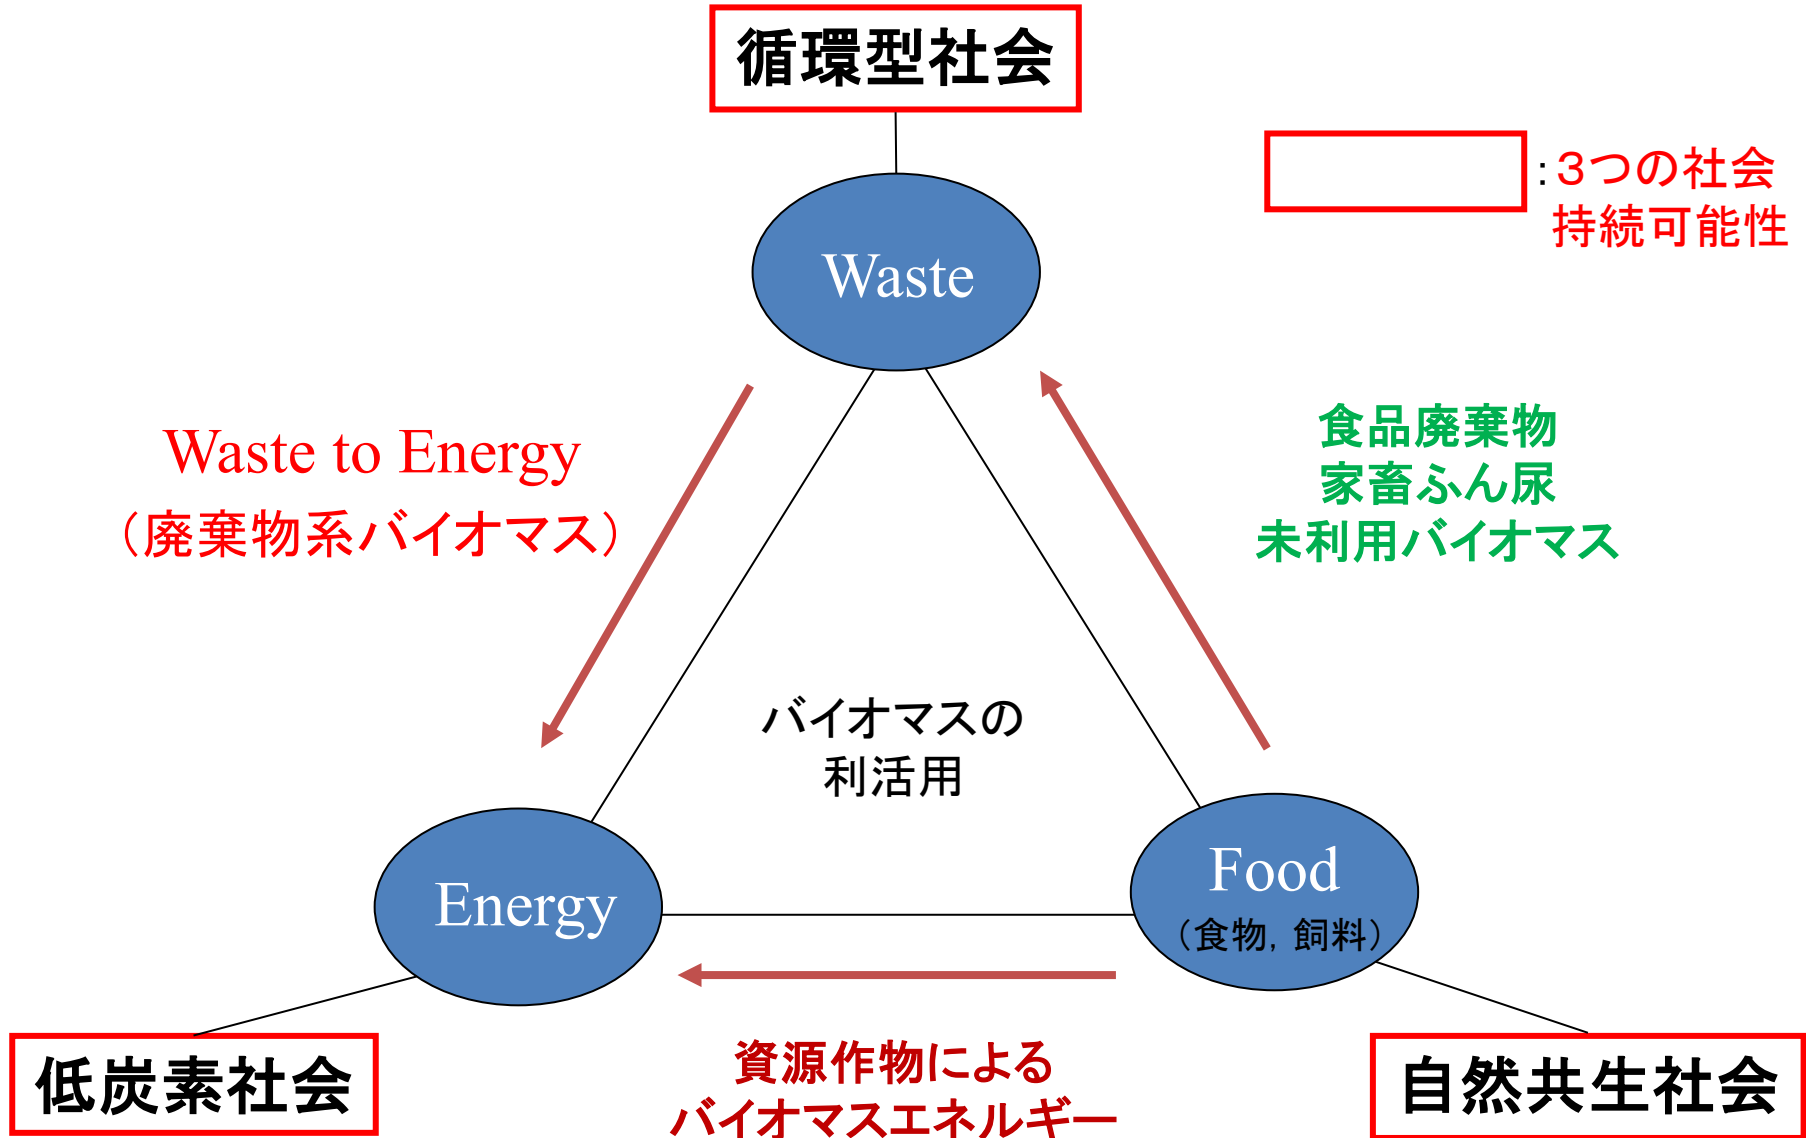 循環型社会
：３つの社会
持続可能性
Waste
食品廃棄物
家畜ふん尿
未利用バイオマス
Waste to Energy
（廃棄物系バイオマス）
バイオマスの
利活用
Energy
Food
（食物，飼料）
資源作物による
バイオマスエネルギー
低炭素社会
自然共生社会